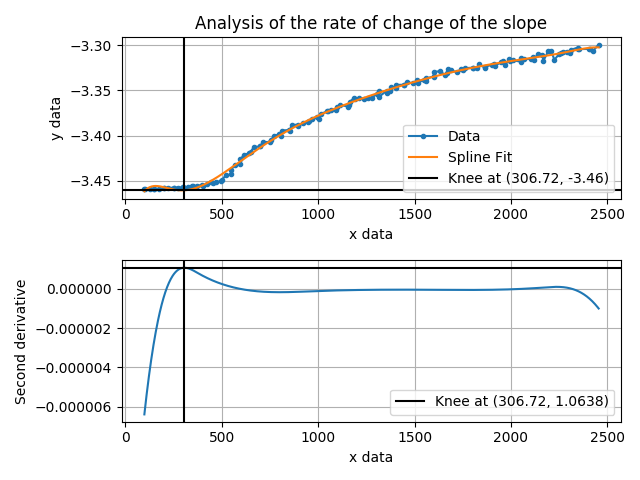 Analysis of the rate of change of the slope
−3.30
−3.35
−3.40
−3.45
y data
Data
Spline Fit
Knee at (306.72, -3.46)
0 500 1000 1500 2000 2500
x data
0.000000
−0.000002
−0.000004
−0.000006
Second derivative
Knee at (306.72, 1.0638)
0 500 1000 1500 2000 2500
x data